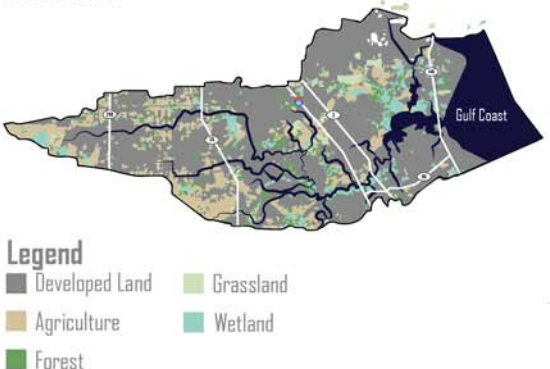 Gulf Coast
Legend
Developed Land
Grassland
Agriculture
Wetland
Forest